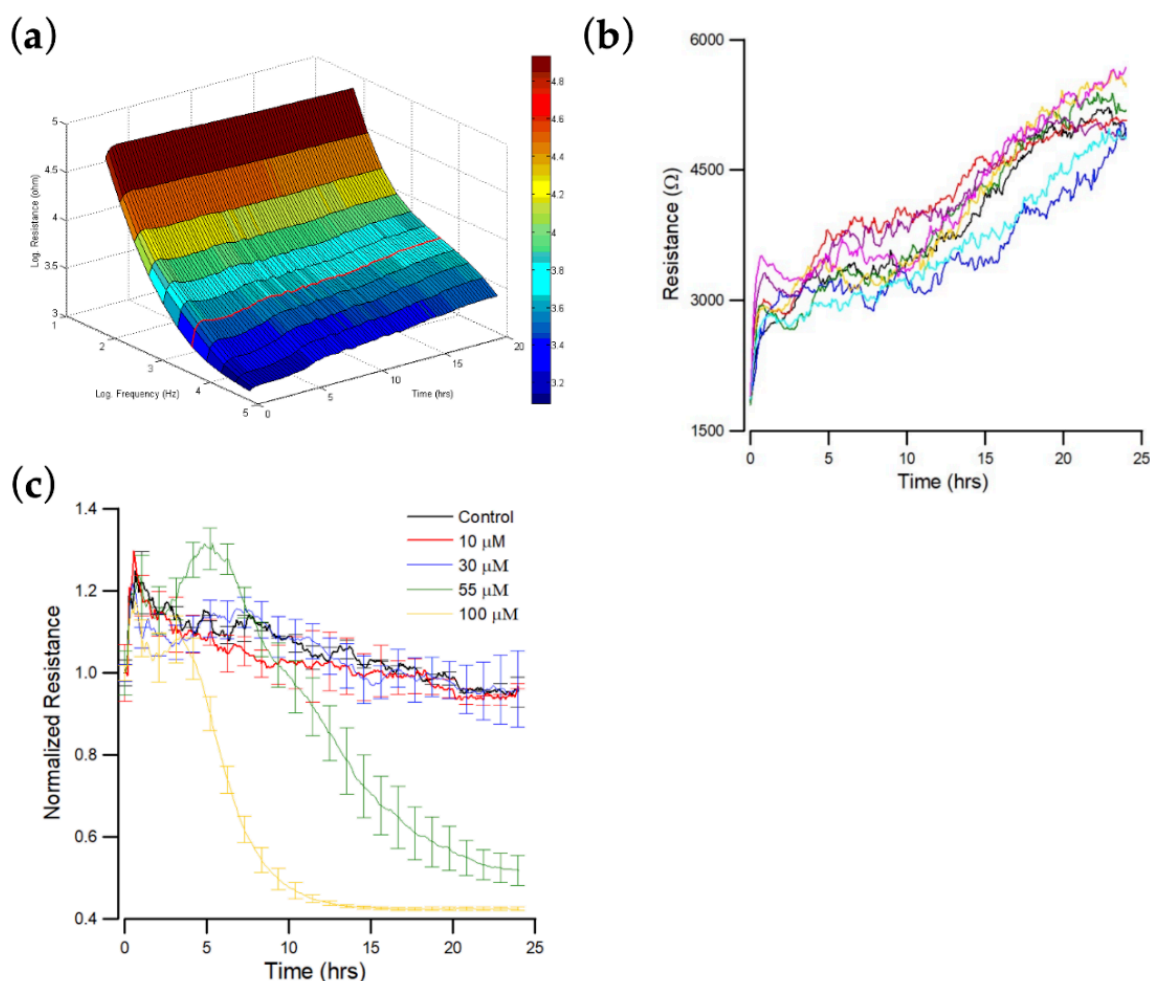 (a)
5
4.5
4
3.5
3
Log. Resistance (ohm)
1
2
3
4
5
Log. Frequency (Hz)
0
5
10
15
20
Time (hrs)
4.8
4.6
4.4
4.2
4
3.8
3.6
3.4
3.2
(b)
6000
4500
3000
1500
Resistance (Ω)
0 5 10 15 20 25
Time (hrs)
(c)
1.4
1.2
1.0
0.8
0.6
0.4
Normalized Resistance
Control
10 μM
30 μM
55 μM
100 μM
0 5 10 15 20 25
Time (hrs)